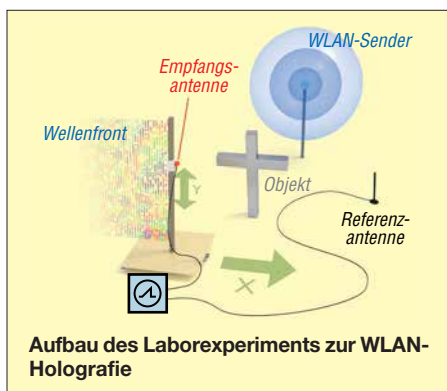 WLAN-Sender
Empfangs-
antenne
Wellenfront
Y
Objekt
Referenz-
antenne
X
Aufbau des Laborexperiments zur WLAN-
Holografie